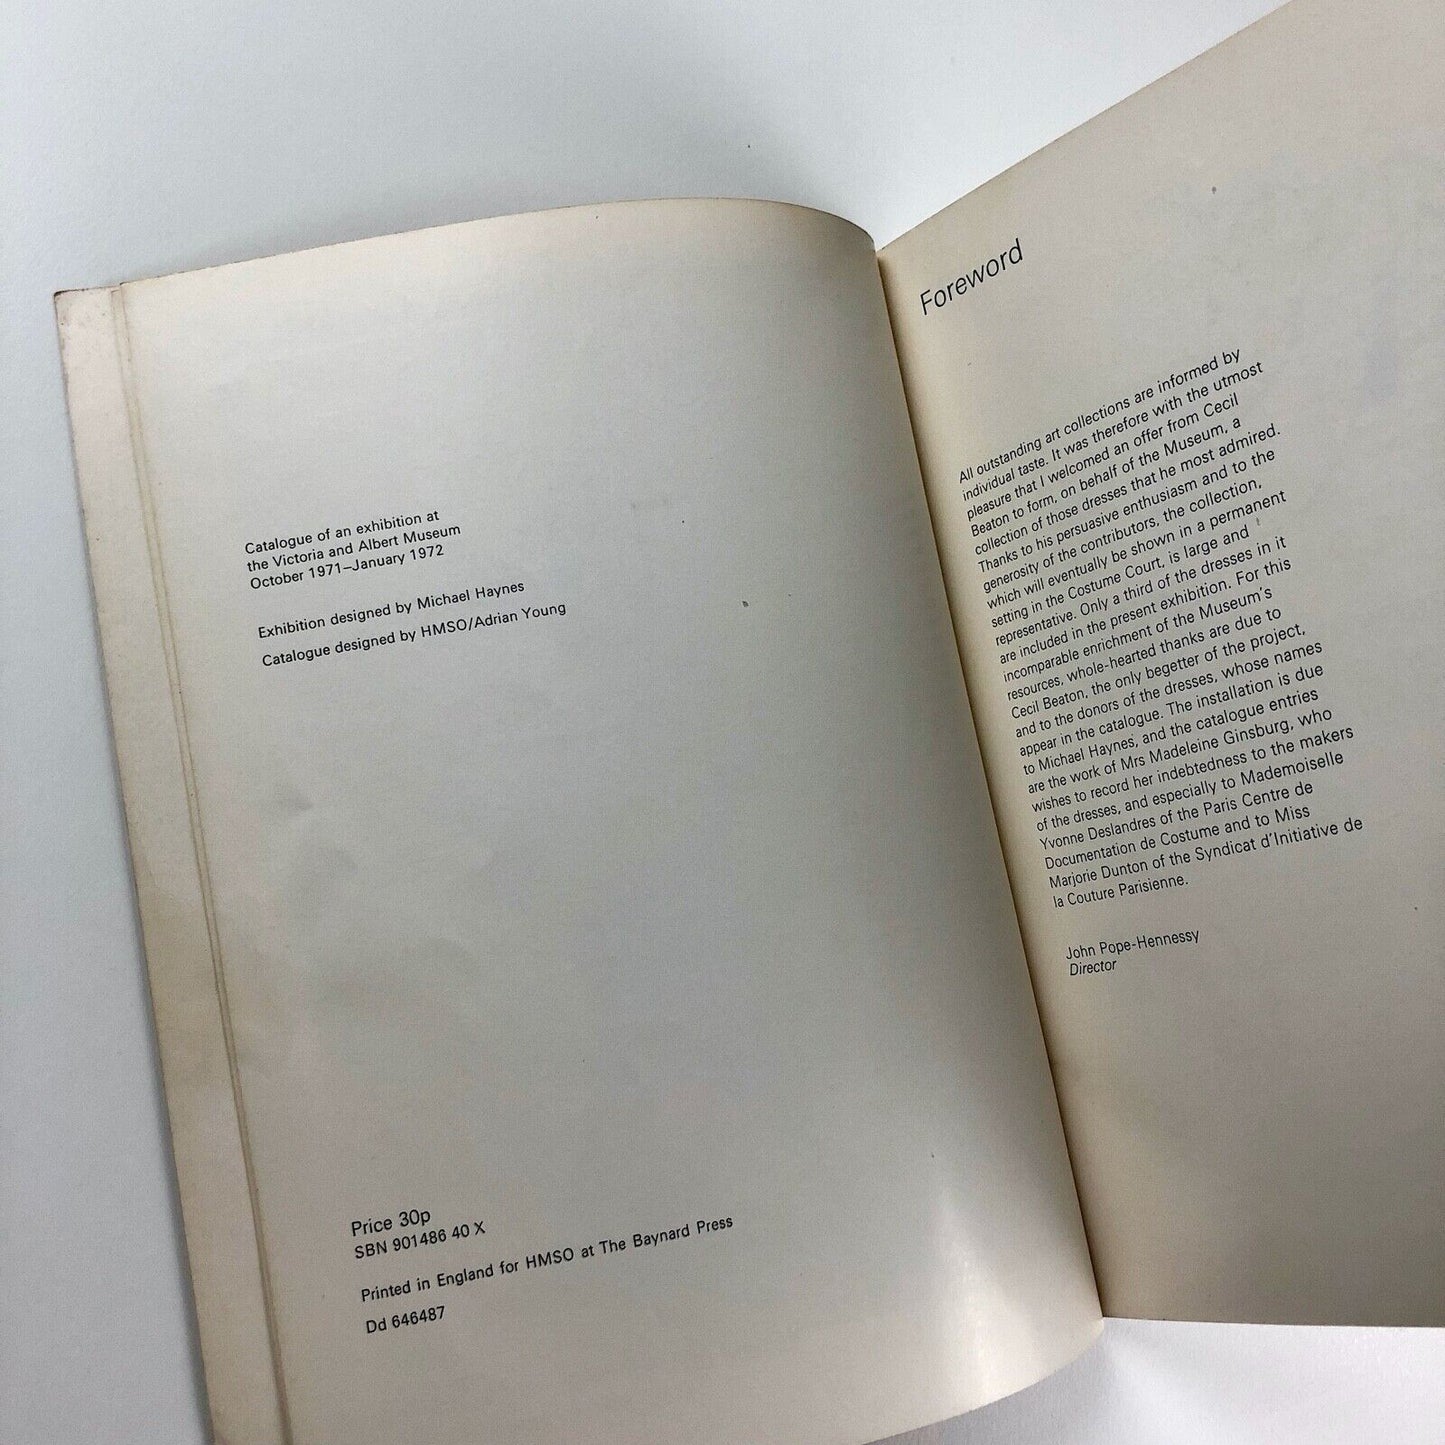 Catalogue of an exhibition at
the Victoria and Albert Museum
October 1971–January 1972
Exhibition designed by Michael Haynes
Catalogue designed by HMSO/Adrian Young
Price 30p
SBN 901486 40 X
Printed in England for HMSO at The Baynard Press
Dd 646487
Foreword
All outstanding art collections are informed by
individual taste. It was therefore with the utmost
pleasure that I welcomed an offer from Cecil
Beaton to form, on behalf of the Museum, a
collection of those dresses that he most admired.
Thanks to his persuasive enthusiasm and to the
generosity of the contributors, the collection,
which will eventually be shown in a permanent
setting in the Costume Court, is large and
representative. Only a third of the dresses in it
are included in the present exhibition. For this
incomparable enrichment of the Museum's
resources, whole-hearted thanks are due to
Cecil Beaton, the only begetter of the project,
and to the donors of the dresses, whose names
appear in the catalogue. The installation is due
to Michael Haynes, and the catalogue entries
are the work of Mrs Madeleine Ginsburg, who
wishes to record her indebtedness to the makers
of the dresses, and especially to Mademoiselle
Yvonne Deslandres of the Paris Centre de
Documentation de Costume and to Miss
Marjorie Dunton of the Syndicat d'Initiative de
la Couture Parisienne.
John Pope-Hennessy
Director